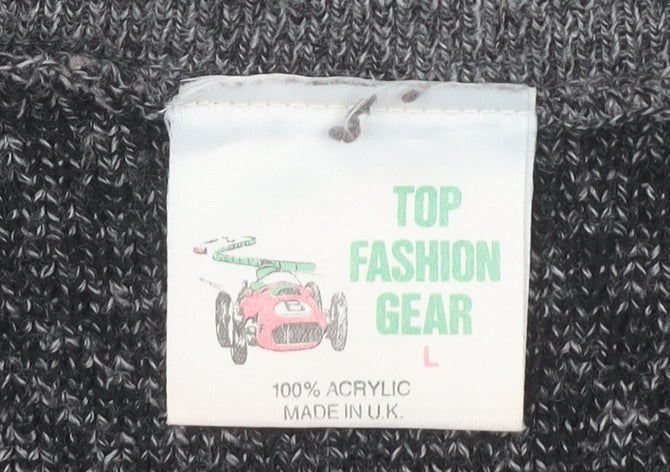 TOP
FASHION
GEAR
L
100% ACRYLIC
MADE IN U.K.